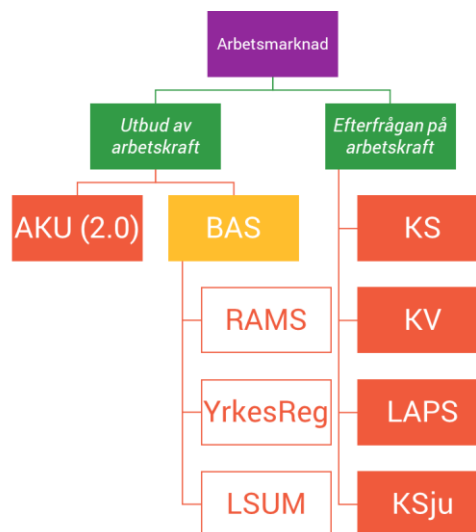 Arbetsmarknad
Utbud av
arbetskraft
Efterfrågan på
arbetskraft
AKU (2.0)
BAS
KS
RAMS
KV
YrkesReg
LAPS
LSUM
KSju